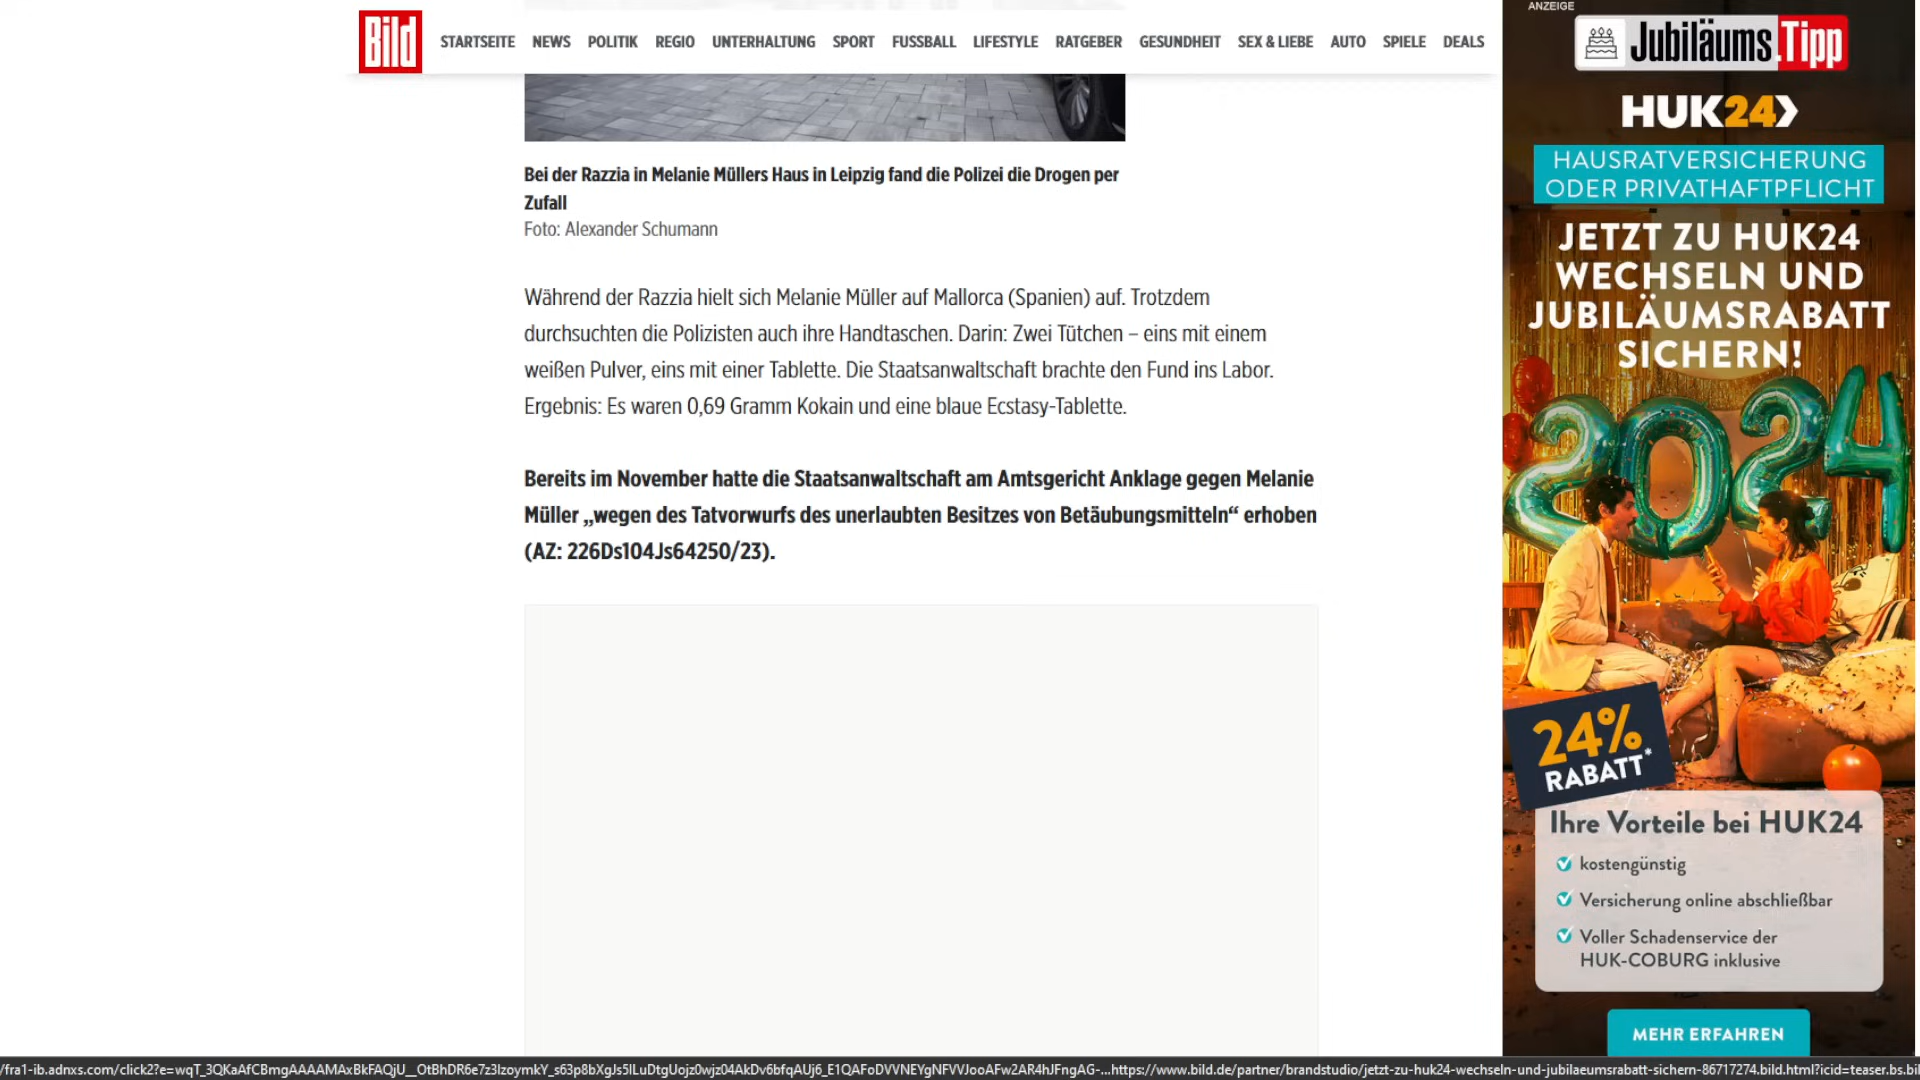 Bild
STARTSEITE NEWS POLITIK REGIO UNTERHALTUNG SPORT FUSSBALL LIFESTYLE RATGEBER GESUNDHEIT SEX & LIEBE AUTO SPIELE DEALS
Bei der Razzia in Melanie Müllers Haus in Leipzig fand die Polizei die Drogen per
Zufall
Foto: Alexander Schumann
Während der Razzia hielt sich Melanie Müller auf Mallorca (Spanien) auf. Trotzdem
durchsuchten die Polizisten auch ihre Handtaschen. Darin: Zwei Tütchen – eins mit einem
weißen Pulver, eins mit einer Tablette. Die Staatsanwaltschaft brachte den Fund ins Labor.
Ergebnis: Es waren 0,69 Gramm Kokain und eine blaue Ecstasy-Tablette.
Bereits im November hatte die Staatsanwaltschaft am Amtsgericht Anklage gegen Melanie
Müller „wegen des Tatvorwurfs des unerlaubten Besitzes von Betäubungsmitteln“ erhoben
(AZ: 226Ds104Js64250/23).
ANZEIGE
Jubiläums.Tipp
HUK24
HAUSRATVERSICHERUNG
ODER PRIVATHAFTPFLICHT
JETZT ZU HUK24
WECHSELN UND
JUBILÄUMSRABATT
SICHERN!
2024
24%
RABATT*
Ihre Vorteile bei HUK24
kostengünstig
Versicherung online abschließbar
Voller Schadenservice der
HUK-COBURG inklusive
MEHR ERFAHREN